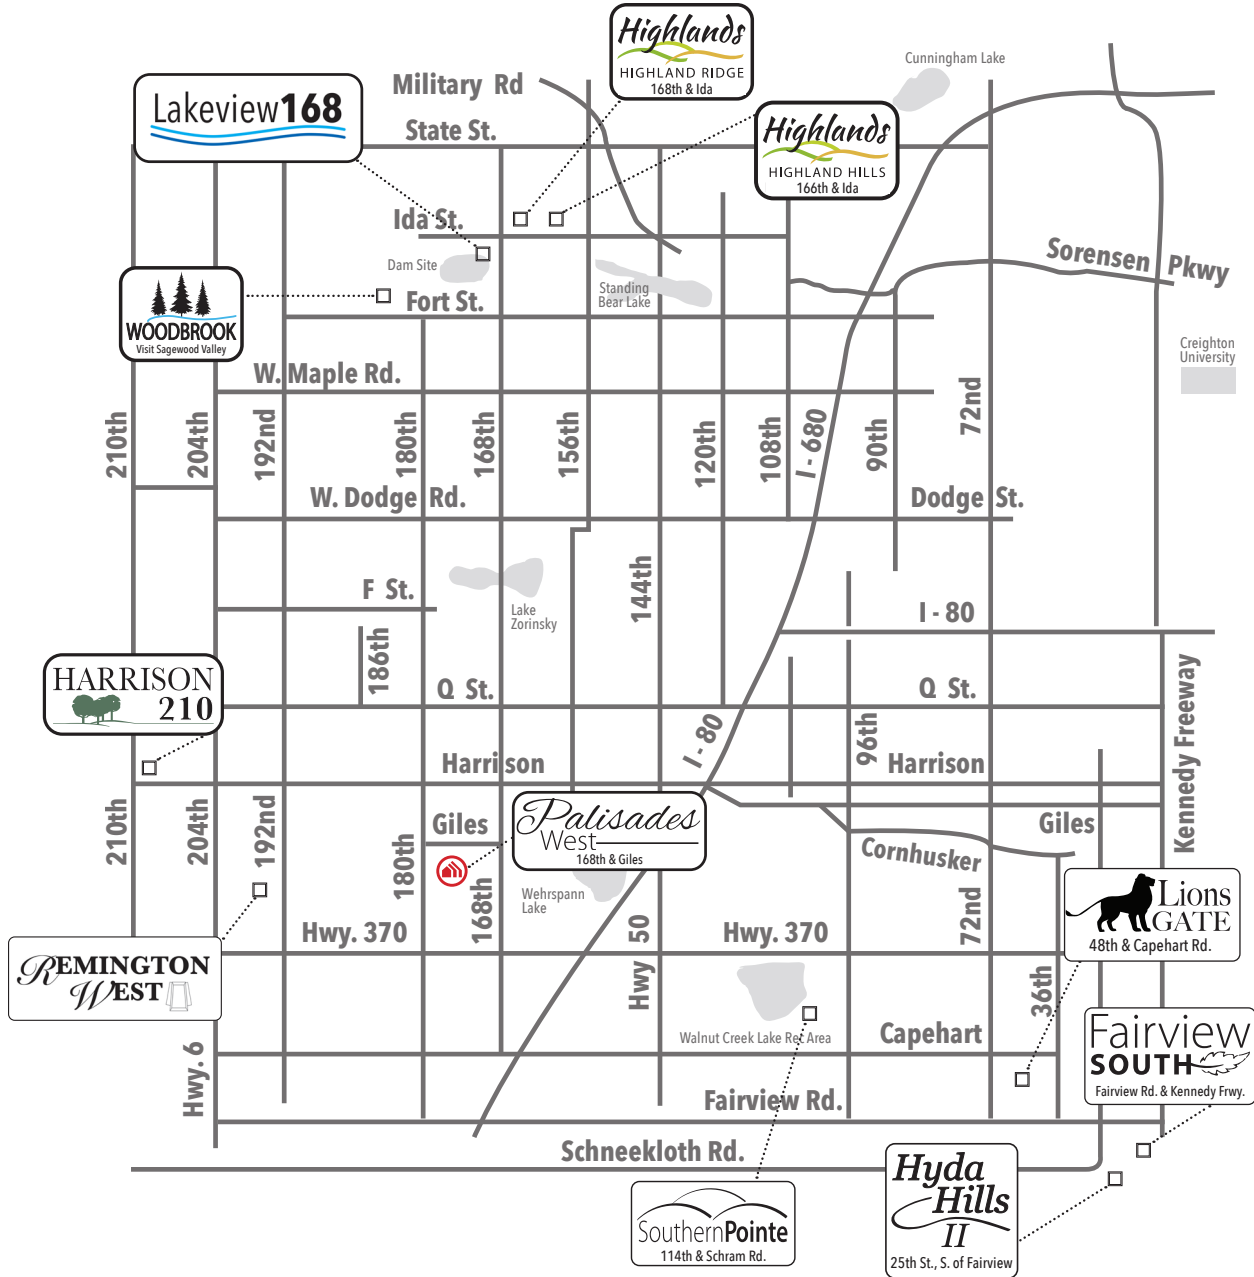 Highlands
HIGHLAND RIDGE
168th & Ida
Cunningham Lake
Military Rd
Lakeview168
State St.
Highlands
HIGHLAND HILLS
166th & Ida
Ida St.
Sorensen Pkwy
Dam Site
Standing
Bear Lake
Fort St.
WOODBROOK
Visit Sagewood Valley
Creighton
University
W. Maple Rd.
210th
204th
192nd
180th
168th
156th
120th
108th
I - 680
90th
72nd
W. Dodge Rd.
Dodge St.
F St.
Lake
Zorinsky
144th
I - 80
186th
HARRISON
210
Q St.
Q St.
I - 80
96th
Kennedy Freeway
Harrison
Harrison
210th
204th
192nd
180th
Giles
168th
Palisades
West
168th & Giles
Giles
Cornhusker
Wehrspann
Lake
Lions
GATE
48th & Capehart Rd.
72nd
Hwy. 370
Hwy 50
Hwy. 370
REMINGTON
WEST
36th
Walnut Creek Lake Rec Area
Capehart
Fairview
SOUTH
Fairview Rd. & Kennedy Frwy.
Hwy. 6
Fairview Rd.
Schneekloth Rd.
Hyda
Hills
II
25th St., S. of Fairview
SouthernPointe
114th & Schram Rd.